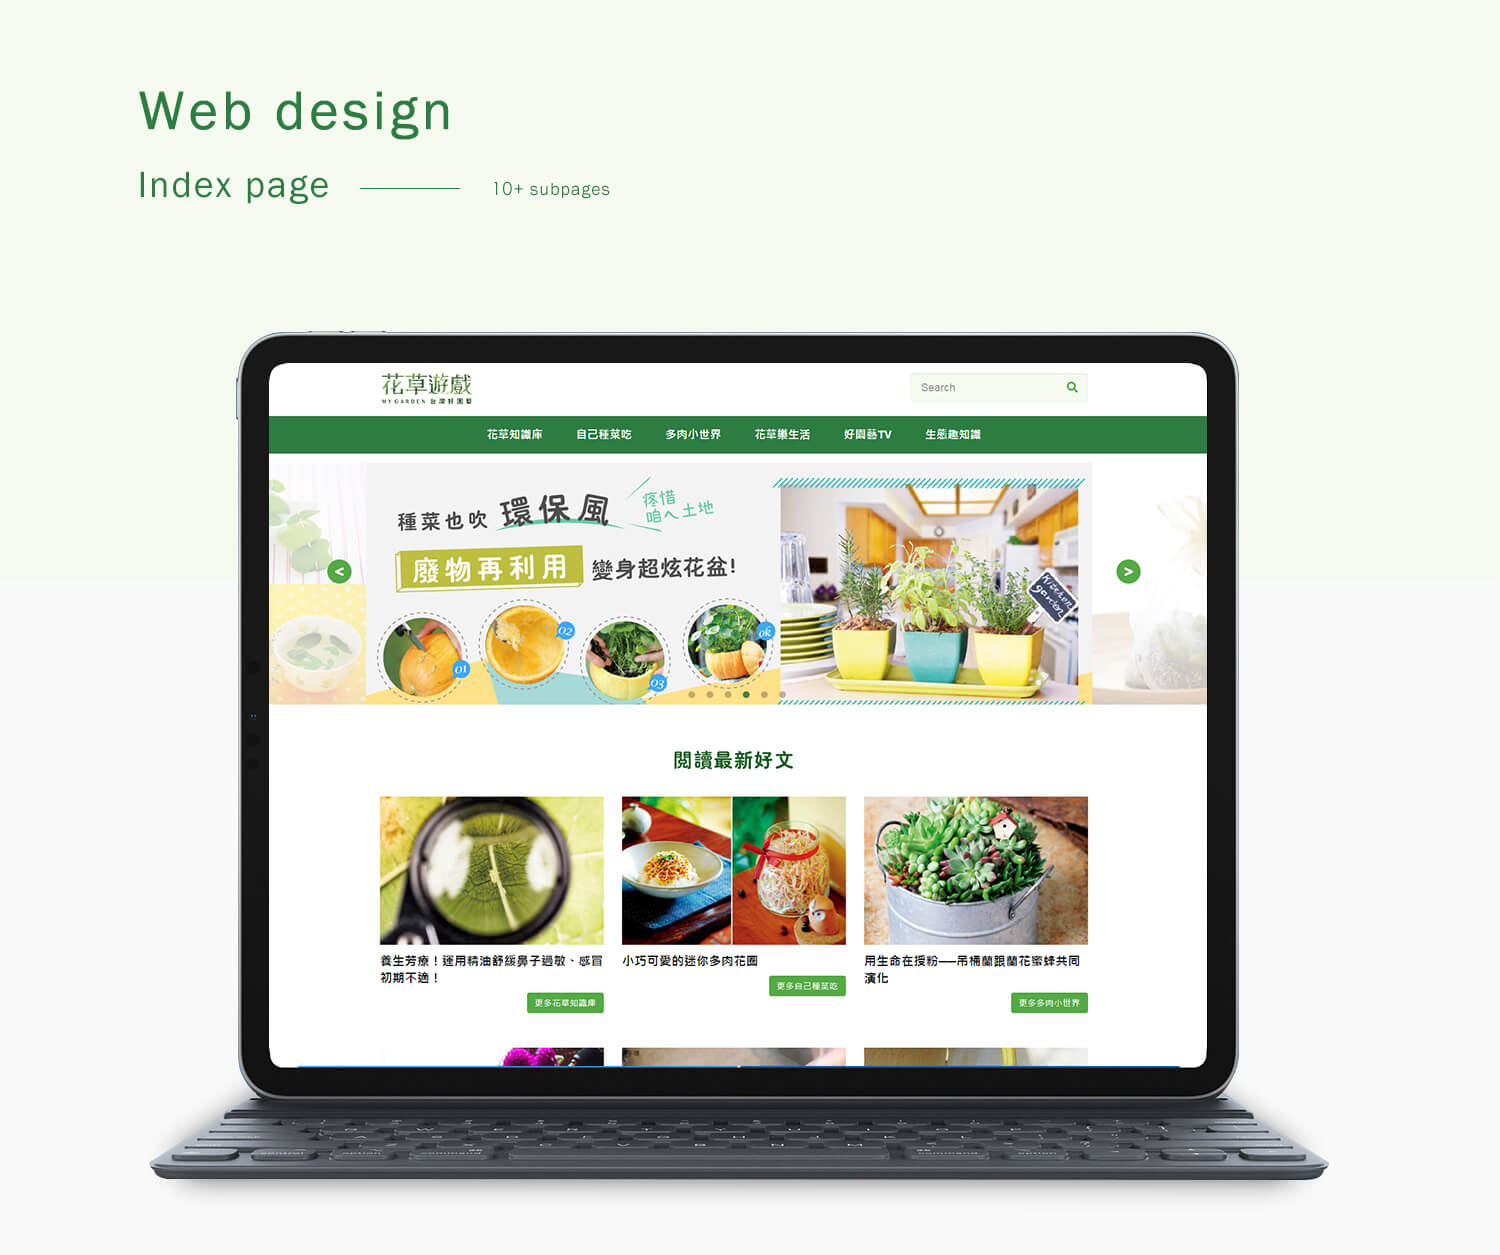 Web design
Index page
10+ subpages
花草遊戲
MY GARDEN 台灣好園藝
Search
花草知識庫
自己種菜吃
多肉小世界
花草樂生活
好園藝TV
生態趣知識
種菜也吹 環保風
疼惜
咱ㄟ土地
廢物再利用 變身超炫花盆!
01
02
03
ok
Kitchen
garden
<
>
閱讀最新好文
養生芳療！運用精油舒緩鼻子過敏、感冒
初期不適！
更多花草知識庫
小巧可愛的迷你多肉花園
更多自己種菜吃
用生命在授粉──吊桶蘭跟蘭花蜜蜂共同
演化
更多多肉小世界
control
option
command
command
option